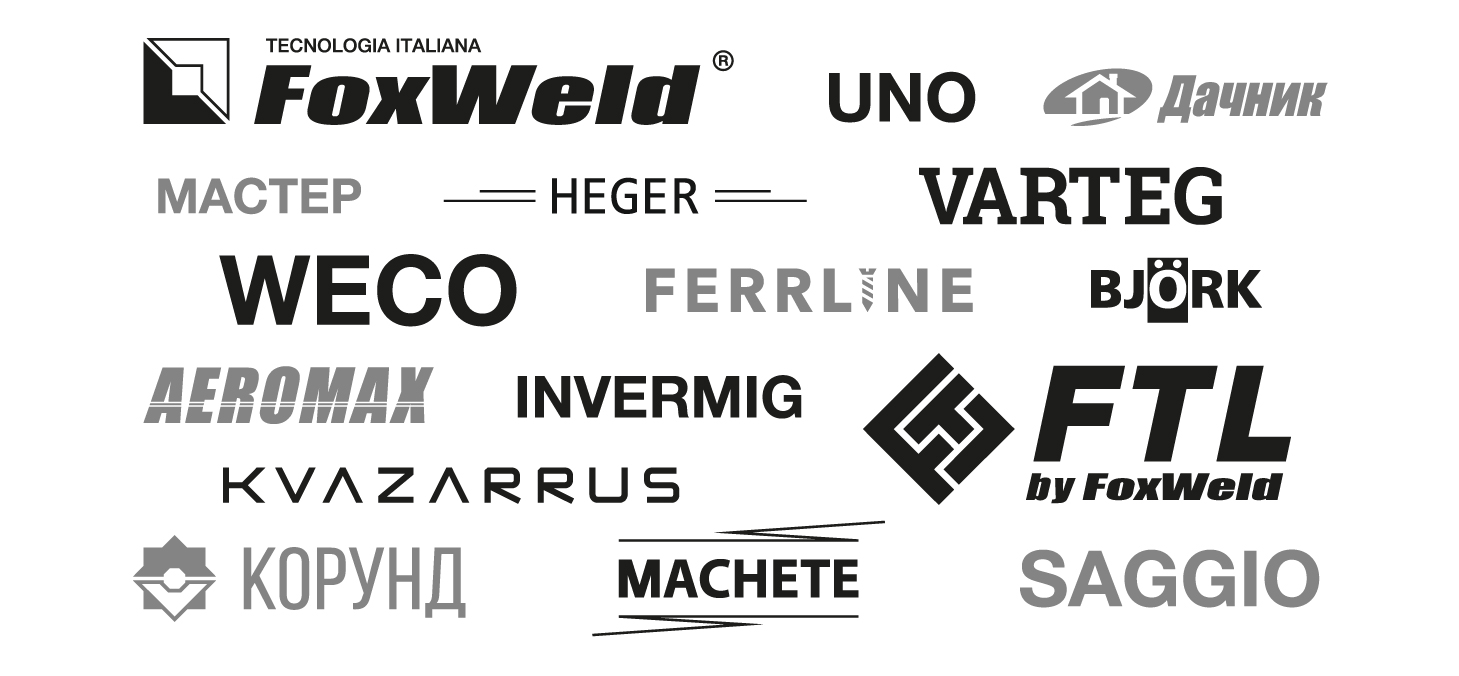 TECNOLOGIA ITALIANA
FoxWeld ®
UNO
Дачник
МАСТЕР
HEGER
VARTEG
WECO
FERRLINE
BJÖRK
AEROMAX
INVERMIG
FTL
by FoxWeld
KVAZARRUS
КОРУНД
MACHETE
SAGGIO